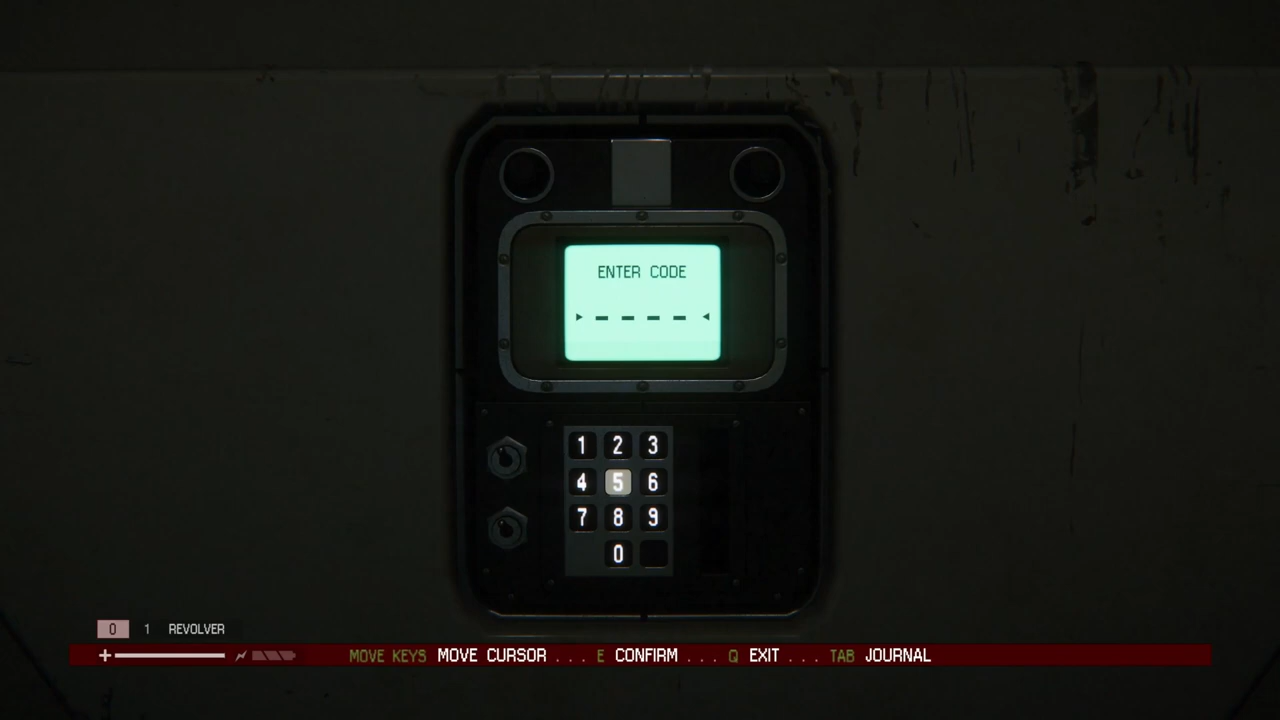 ENTER CODE
▸ _ _ _ _ ◂
1 2 3
4 5 6
7 8 9
0
0 1 REVOLVER
MOVE KEYS MOVE CURSOR ... E CONFIRM ... Q EXIT ... TAB JOURNAL